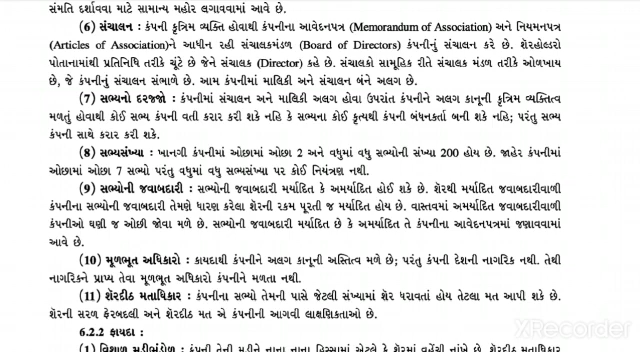 સંમતિ દર્શાવવા માટે સામાન્ય મહોર લગાવવામાં આવે છે.
(6) સંચાલન : કંપની કૃત્રિમ વ્યક્તિ હોવાથી કંપનીના આવેદનપત્ર (Memorandum of Association) અને નિયમનપત્ર
(Articles of Association)ને આધીન રહી સંચાલકમંડળ (Board of Directors) કંપનીનું સંચાલન કરે છે. શૅરહોલ્ડરો
પોતાનામાંથી પ્રતિનિધિ તરીકે ચૂંટે છે જેને સંચાલક (Director) કહે છે. સંચાલકો સામૂહિક રીતે સંચાલક મંડળ તરીકે ઓળખાય
છે, જે કંપનીનું સંચાલન સંભાળે છે. આમ કંપનીમાં માલિકી અને સંચાલન બંને અલગ છે.
(7) સભ્યનો દરજ્જો : કંપનીમાં સંચાલન અને માલિકી અલગ હોવા ઉપરાંત કંપનીને અલગ કાનૂની કૃત્રિમ વ્યક્તિત્વ
મળતું હોવાથી કોઈ સભ્ય કંપની વતી કરાર કરી શકે નહિ કે સભ્યના કોઈ કૃત્યથી કંપની બંધનકર્તા બની શકે નહિ; પરંતુ સભ્ય
કંપની સાથે કરાર કરી શકે.
(8) સભ્યસંખ્યા : ખાનગી કંપનીમાં ઓછામાં ઓછા 2 અને વધુમાં વધુ સભ્યોની સંખ્યા 200 હોય છે. જાહેર કંપનીમાં
ઓછામાં ઓછા 7 સભ્યો પરંતુ વધુમાં વધુ સભ્યસંખ્યા પર કોઈ નિયંત્રણ નથી.
(9) સભ્યોની જવાબદારી : સભ્યોની જવાબદારી મર્યાદિત કે અમર્યાદિત હોઈ શકે છે. શૅરથી મર્યાદિત જવાબદારીવાળી
કંપનીના સભ્યોની જવાબદારી તેમણે ધારણ કરેલા શૅરની રકમ પૂરતી જ મર્યાદિત હોય છે. વાસ્તવમાં અમર્યાદિત જવાબદારીવાળી
કંપનીઓ ઘણી જ ઓછી જોવા મળે છે. સભ્યોની જવાબદારી મર્યાદિત છે કે અમર્યાદિત તે કંપનીના આવેદનપત્રમાં જણાવવામાં
આવે છે.
(10) મૂળભૂત અધિકારો : કાયદાથી કંપનીને અલગ કાનૂની અસ્તિત્વ મળે છે; પરંતુ કંપની દેશની નાગરિક નથી. તેથી
નાગરિકને પ્રાપ્ય તેવા મૂળભૂત અધિકારો કંપનીને મળતા નથી.
(11) શૅરદીઠ મતાધિકાર : કંપનીના સભ્યો તેમની પાસે જેટલી સંખ્યામાં શૅર ધરાવતાં હોય તેટલા મત આપી શકે છે.
શૅરની સરળ ફેરબદલી અને શૅરદીઠ મત એ કંપનીની આગવી લાક્ષણિકતાઓ છે.
6.2.2 ફાયદા :
(1) વિશાળ મૂડીભંડોળ : કંપની તેની મૂડીને નાના નાના હિસ્સામાં એટલે કે શૅરમાં વહેંચી નાંખે છે. શૅરદીઠ મતાધિકાર
XRecorder